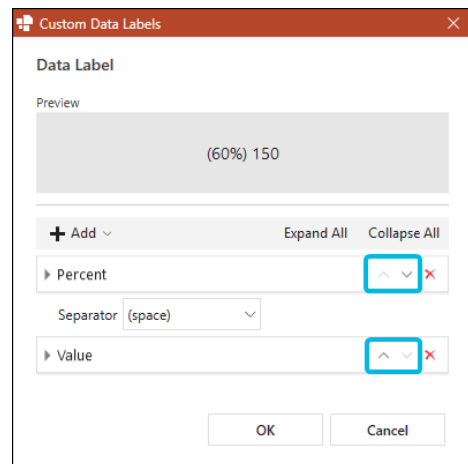 Custom Data Labels
Data Label
Preview
(60%) 150
Add Expand All Collapse All
Percent
Separator (space)
Value
OK Cancel